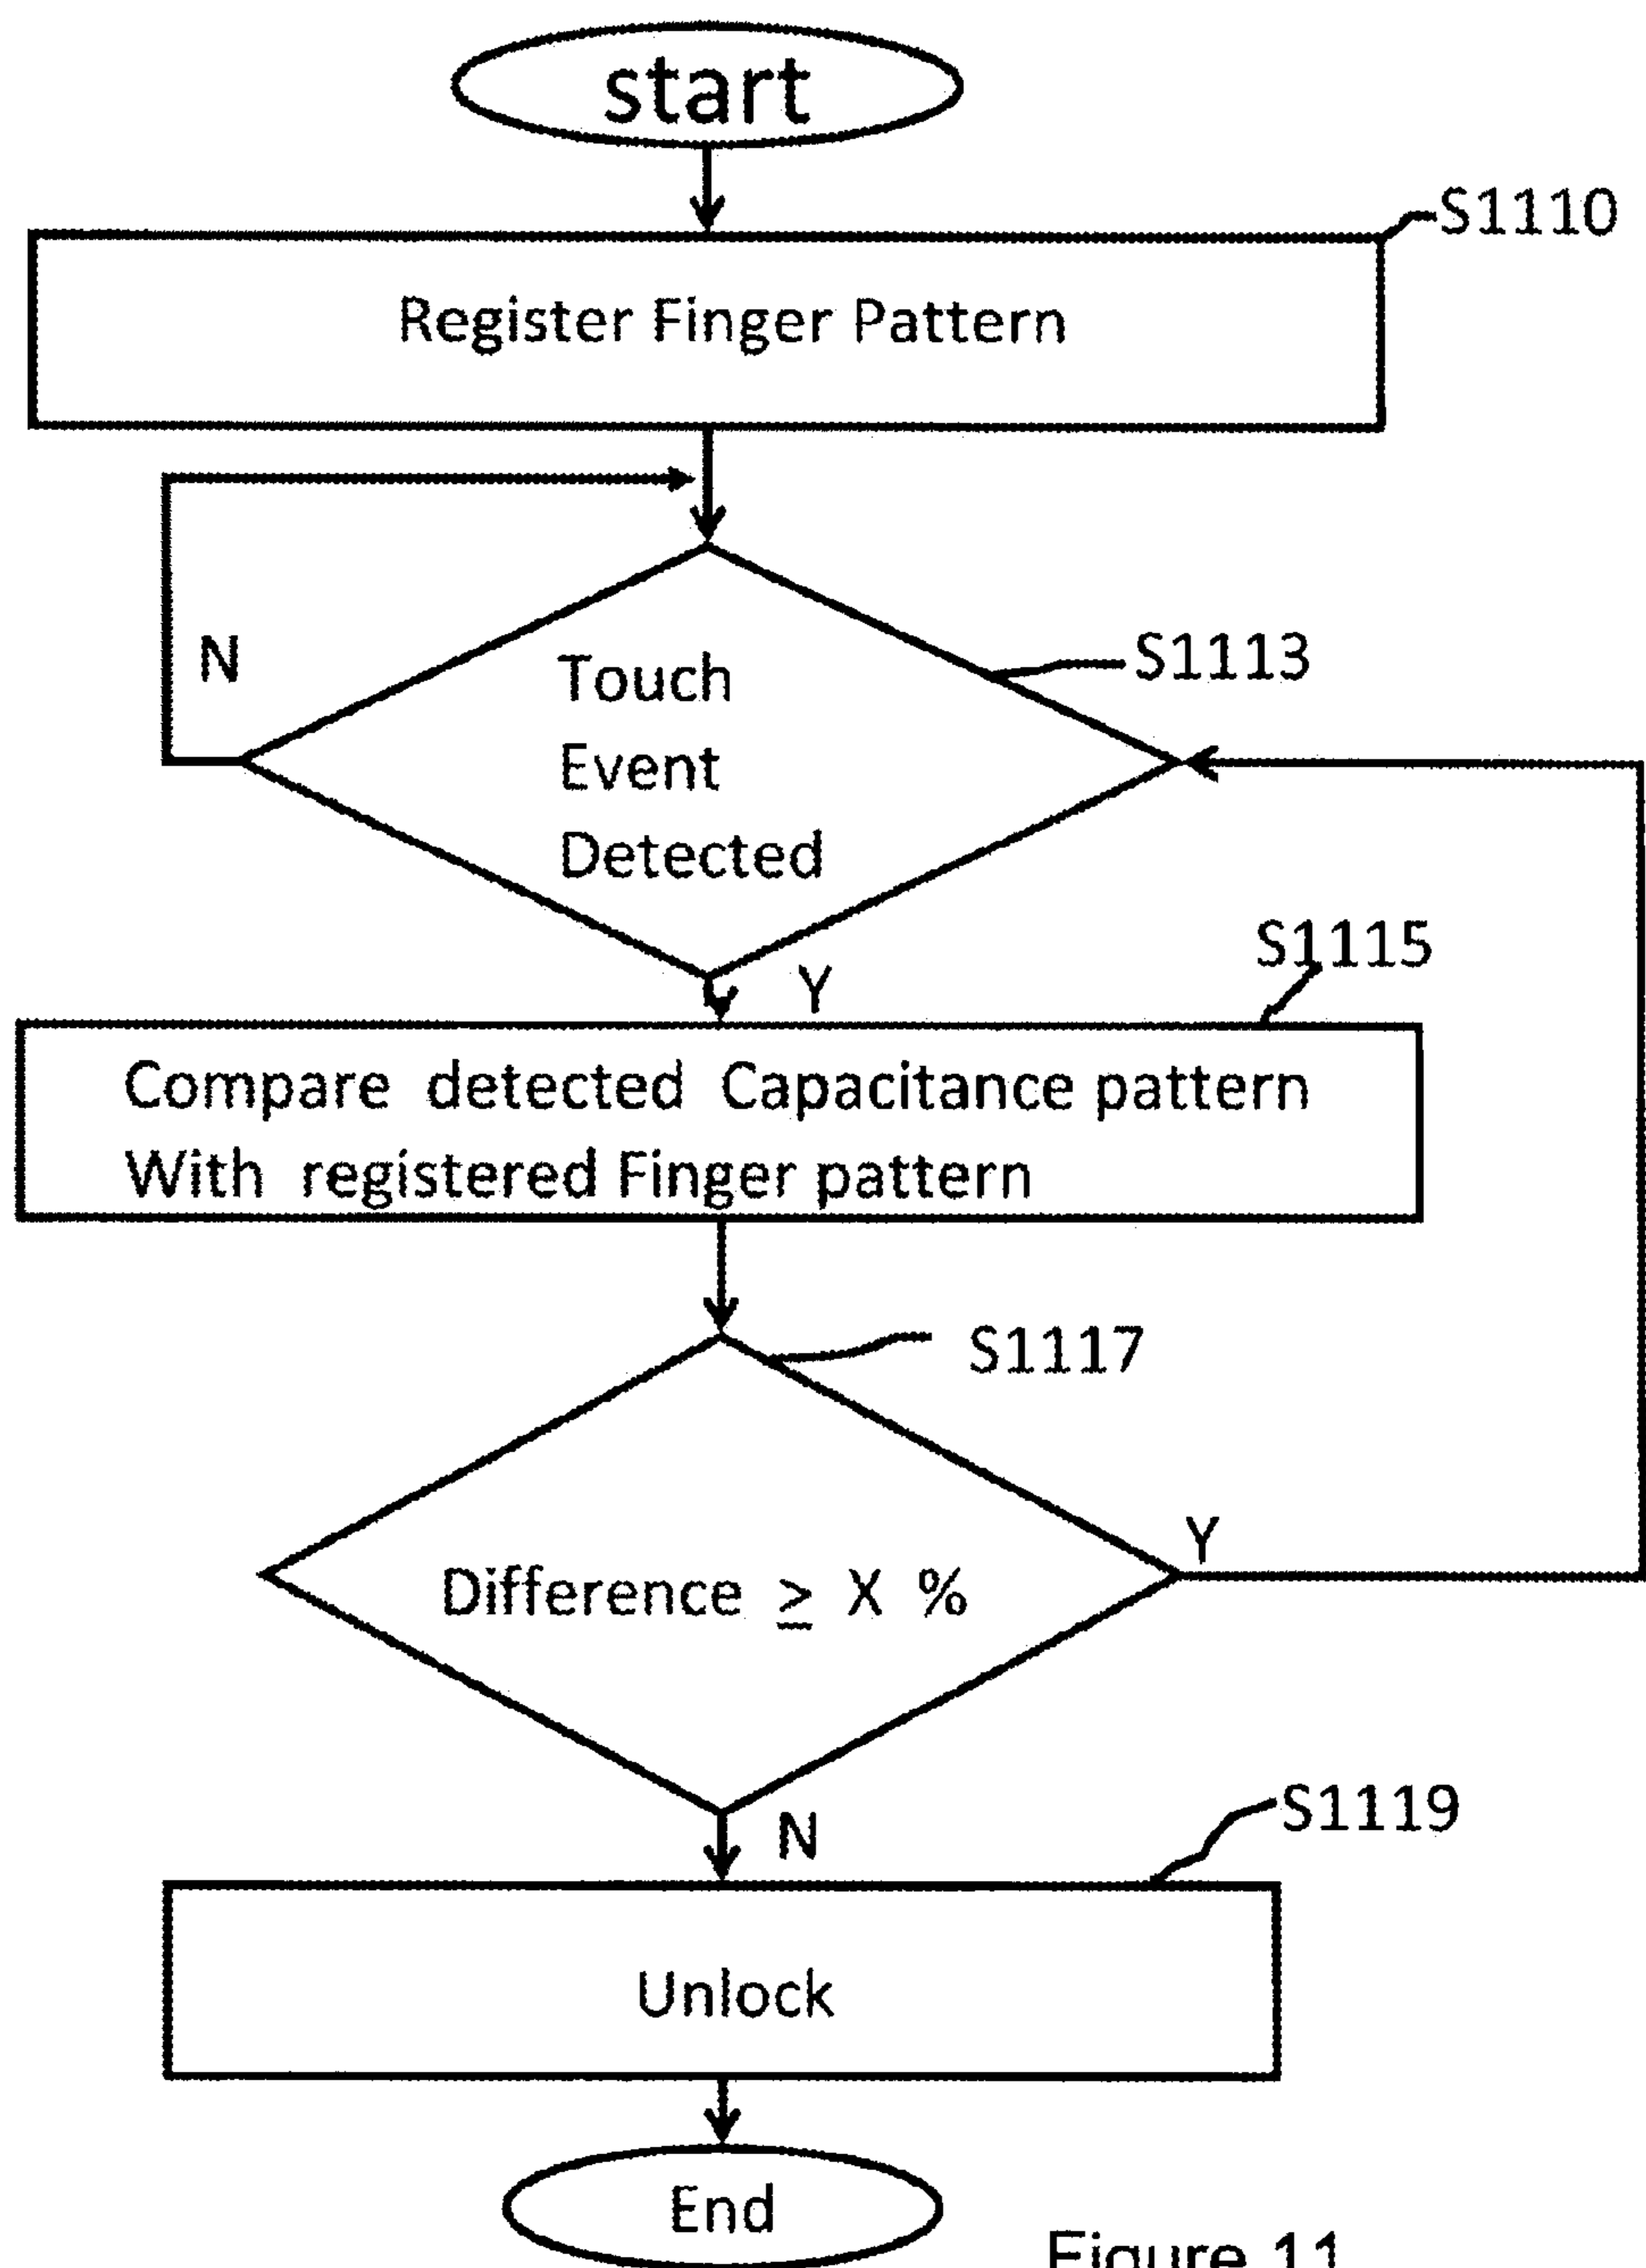 start
S1110
Register Finger Pattern
N
S1113
Touch
Event
Detected
S1115
Y
Compare detected Capacitance pattern
With registered Finger pattern
S1117
Y
Difference ≥ X %
S1119
N
Unlock
End
Figure 11